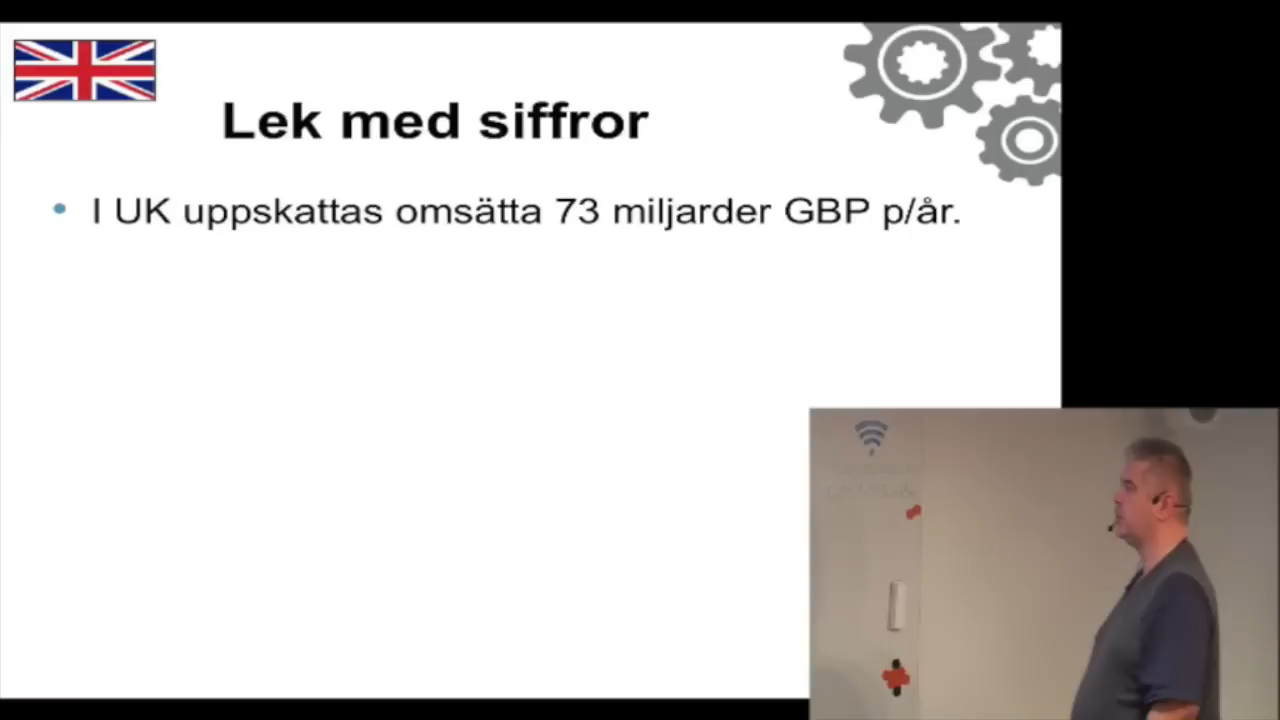 Lek med siffror
• I UK uppskattas omsätta 73 miljarder GBP p/år.